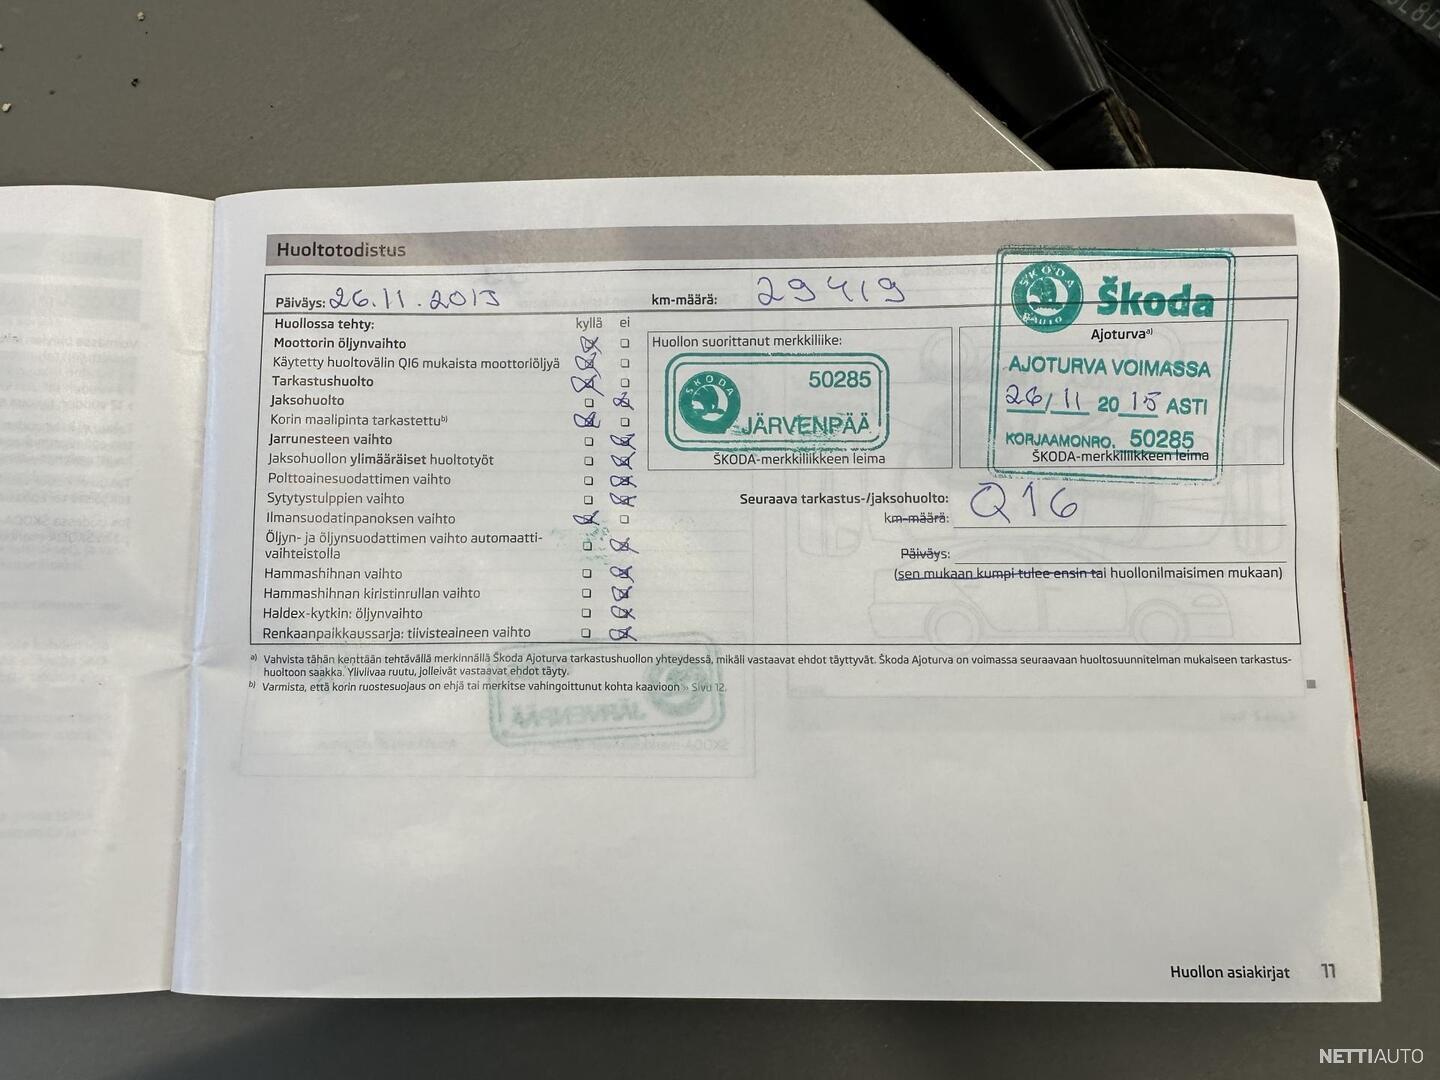 Huoltotodistus
Päiväys: 26.11.2013
km-määrä: 29419
Huollossa tehty: kyllä ei
Moottorin öljynvaihto
Käytetty huoltovälin QI6 mukaista moottoriöljyä
Tarkastushuolto
Jaksohuolto
Korin maalipinta tarkastettu b)
Jarrunesteen vaihto
Jaksohuollon ylimääräiset huoltotyöt
Polttoainesuodattimen vaihto
Sytytystulppien vaihto
Ilmansuodatinpanoksen vaihto
Öljyn- ja öljynsuodattimen vaihto automaatti-
vaihteistolla
Hammashihnan vaihto
Hammashihnan kiristinrullan vaihto
Haldex-kytkin: öljynvaihto
Renkaanpaikkaussarja: tiivisteaineen vaihto
Huollon suorittanut merkkiliike:
ŠKODA
50285
JÄRVENPÄÄ
ŠKODA-merkkiliikkeen leima
ŠKODA
AUTO
Škoda
Ajoturva a)
AJOTURVA VOIMASSA
26/11 2015 ASTI
KORJAAMONRO. 50285
ŠKODA-merkkiliikkeen leima
Seuraava tarkastus-/jaksohuolto:
km-määrä: QI6
Päiväys:
(sen mukaan kumpi tulee ensin tai huollonilmaisimen mukaan)
a) Vahvista tähän kenttään tehtävällä merkinnällä Škoda Ajoturva tarkastushuollon yhteydessä, mikäli vastaavat ehdot täyttyvät. Škoda Ajoturva on voimassa seuraavaan huoltosuunnitelman mukaiseen tarkastus-
huoltoon saakka. Yliviivaa ruutu, jolleivät vastaavat ehdot täyty.
b) Varmista, että korin ruostesuojaus on ehjä tai merkitse vahingoittunut kohta kaavioon » Sivu 12.
Huollon asiakirjat 11
NETTIAUTO